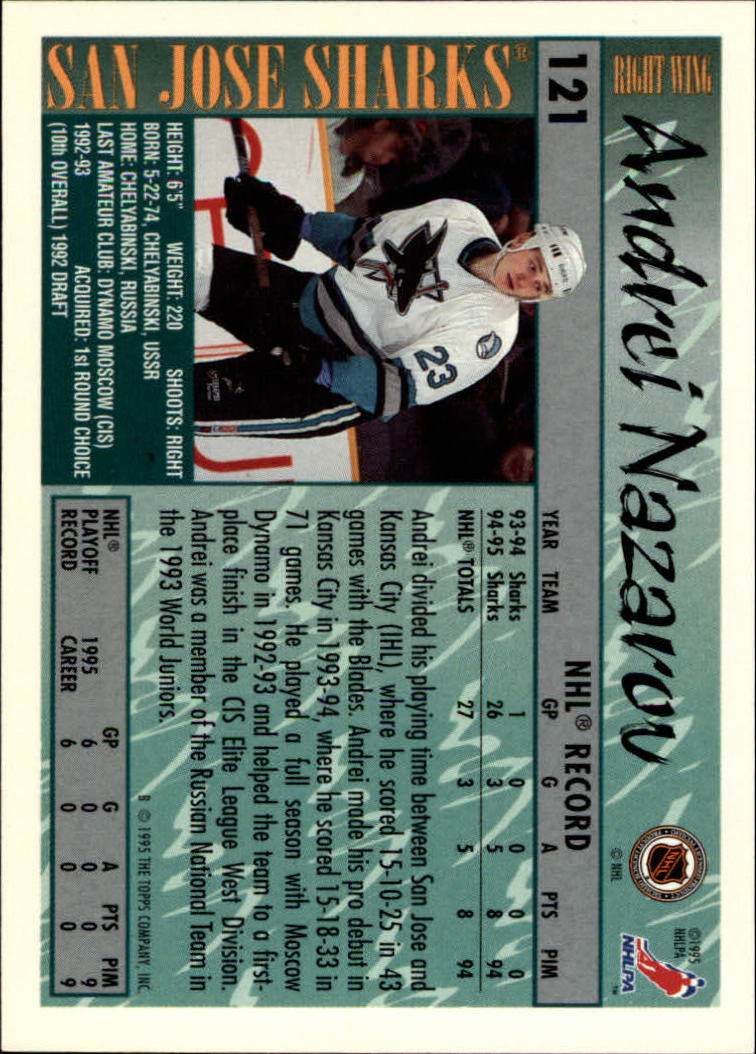 RIGHT WING
Andrei Nazarov
©1995
NHLPA
NHL
© NHL
NHLPA™
121
SAN JOSE SHARKS®
23
HEIGHT: 6'5" WEIGHT: 220 SHOOTS: RIGHT
BORN: 5-22-74, CHELYABINSKI, USSR
HOME: CHELYABINSKI, RUSSIA
LAST AMATEUR CLUB: DYNAMO MOSCOW (CIS)
1992-93 ACQUIRED: 1st ROUND CHOICE
(10th OVERALL) 1992 DRAFT
NHL® RECORD
YEAR TEAM GP G A PTS PIM
93-94 Sharks 1 0 0 0 0
94-95 Sharks 26 3 5 8 94
NHL® TOTALS 27 3 5 8 94
Andrei divided his playing time between San Jose and
Kansas City (IHL), where he scored 15-10-25 in 43
games with the Blades. Andrei made his pro debut in
Kansas City in 1993-94, where he scored 15-18-33 in
71 games. He played a full season with Moscow
Dynamo in 1992-93 and helped the team to a first-
place finish in the CIS Elite League West Division.
Andrei was a member of the Russian National Team in
the 1993 World Juniors.
B © 1995 THE TOPPS COMPANY, INC.
NHL® GP G A PTS PIM
PLAYOFF 1995 6 0 0 0 9
RECORD CAREER 6 0 0 0 9